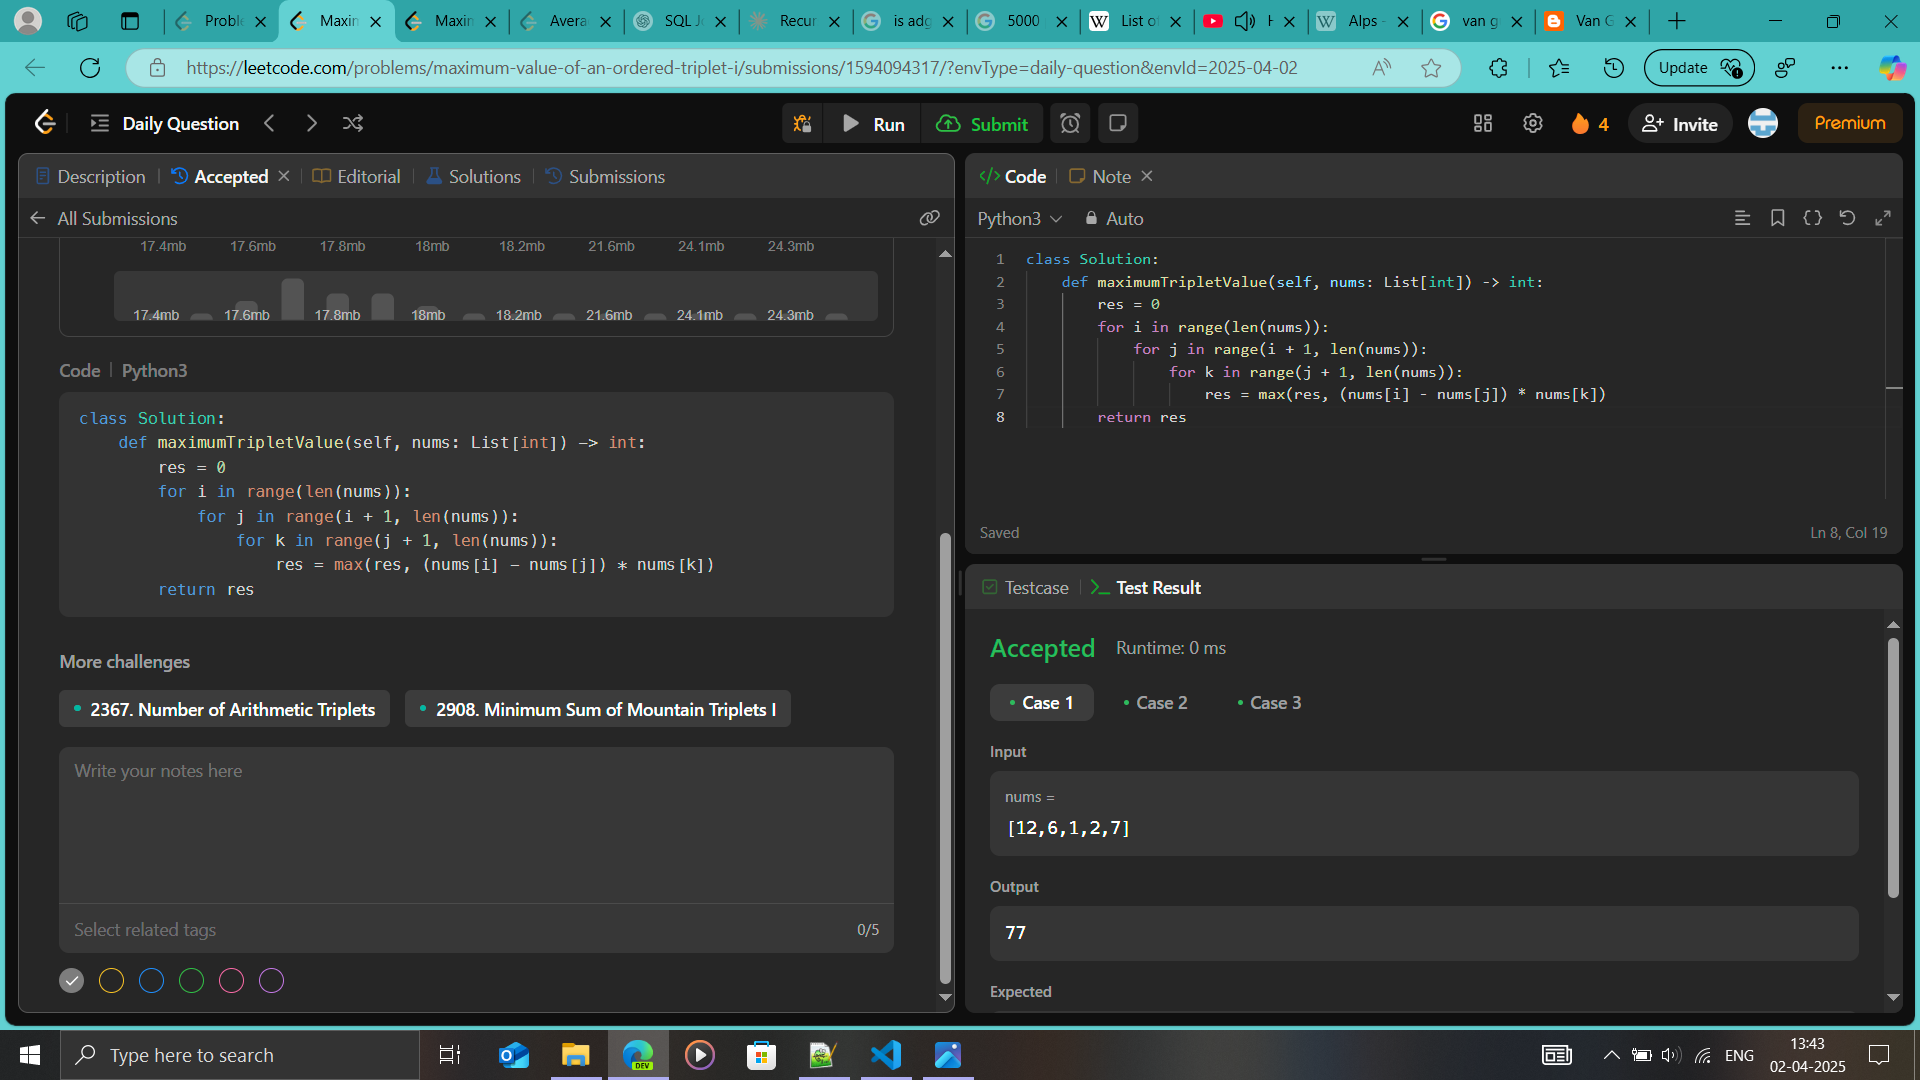 Proble
Maxin
Maxin
Avera
SQL J
Recur
is adg
5000
List o
Alps -
van g
Van G
https://leetcode.com/problems/maximum-value-of-an-ordered-triplet-i/submissions/1594094317/?envType=daily-question&envId=2025-04-02
Update
Daily Question
Run
Submit
4
Invite
Premium
Description
Accepted
Editorial
Solutions
Submissions
All Submissions
17.4mb 17.6mb 17.8mb 18mb 18.2mb 21.6mb 24.1mb 24.3mb
17.4mb 17.6mb 17.8mb 18mb 18.2mb 21.6mb 24.1mb 24.3mb
Code
Python3
class Solution:
def maximumTripletValue(self, nums: List[int]) -> int:
res = 0
for i in range(len(nums)):
for j in range(i + 1, len(nums)):
for k in range(j + 1, len(nums)):
res = max(res, (nums[i] - nums[j]) * nums[k])
return res
More challenges
2367. Number of Arithmetic Triplets
2908. Minimum Sum of Mountain Triplets I
Write your notes here
Select related tags
0/5
</> Code
Note
Python3
Auto
1 class Solution:
2 def maximumTripletValue(self, nums: List[int]) -> int:
3 res = 0
4 for i in range(len(nums)):
5 for j in range(i + 1, len(nums)):
6 for k in range(j + 1, len(nums)):
7 res = max(res, (nums[i] - nums[j]) * nums[k])
8 return res
Saved
Ln 8, Col 19
Testcase
Test Result
Accepted
Runtime: 0 ms
Case 1
Case 2
Case 3
Input
nums =
[12,6,1,2,7]
Output
77
Expected
Type here to search
DEV
ENG
13:43
02-04-2025